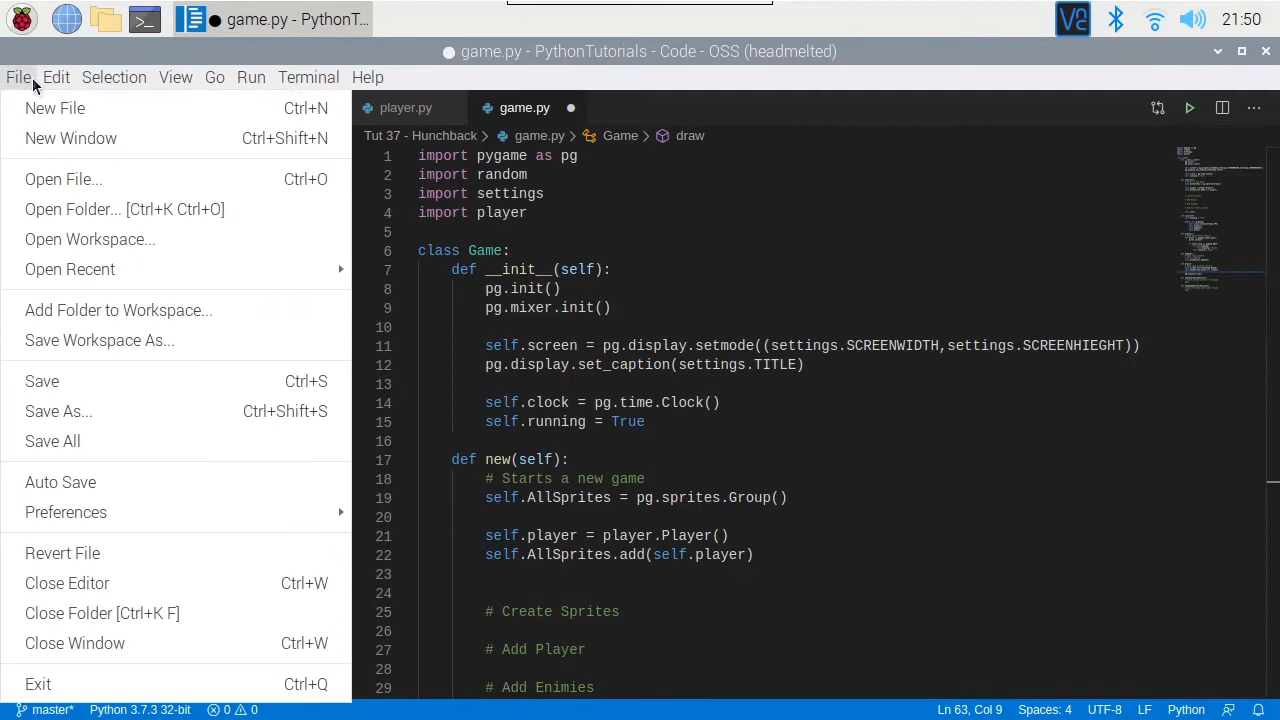 game.py - PythonT...
21:50
game.py - PythonTutorials - Code - OSS (headmelted)
File Edit Selection View Go Run Terminal Help
New File Ctrl+N
New Window Ctrl+Shift+N
Open File... Ctrl+O
Open Folder... [Ctrl+K Ctrl+O]
Open Workspace...
Open Recent
Add Folder to Workspace...
Save Workspace As...
Save Ctrl+S
Save As... Ctrl+Shift+S
Save All
Auto Save
Preferences
Revert File
Close Editor Ctrl+W
Close Folder [Ctrl+K F]
Close Window Ctrl+W
Exit Ctrl+Q
player.py game.py
Tut 37 - Hunchback > game.py > Game > draw
1 import pygame as pg
2 import random
3 import settings
4 import player
5
6 class Game:
7 def __init__(self):
8 pg.init()
9 pg.mixer.init()
10
11 self.screen = pg.display.setmode((settings.SCREENWIDTH,settings.SCREENHIEGHT))
12 pg.display.set_caption(settings.TITLE)
13
14 self.clock = pg.time.Clock()
15 self.running = True
16
17 def new(self):
18 # Starts a new game
19 self.AllSprites = pg.sprites.Group()
20
21 self.player = player.Player()
22 self.AllSprites.add(self.player)
23
24
25 # Create Sprites
26
27 # Add Player
28
29 # Add Enimies
master* Python 3.7.3 32-bit 0 0 Ln 63, Col 9 Spaces: 4 UTF-8 LF Python